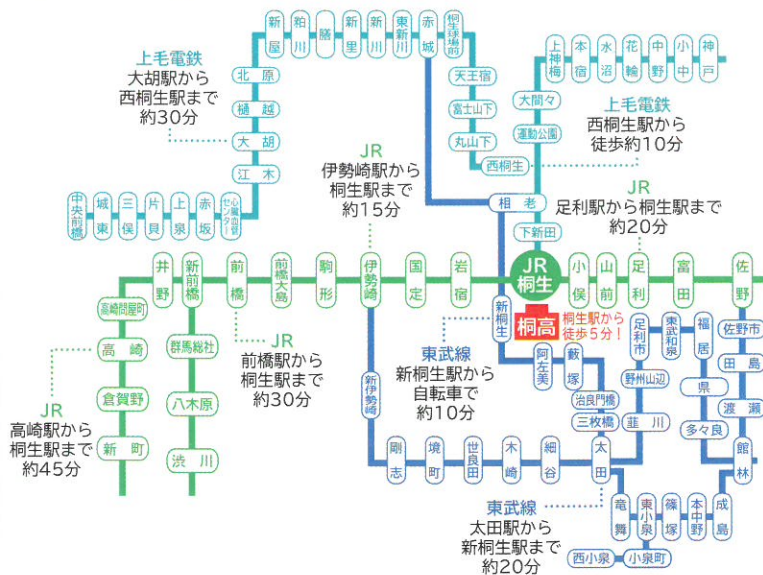 新屋
粕川
膳
新里
新川
東新川
赤城
桐生球場前
上神梅
本宿
水沼
花輪
中野
小中
神戸
上毛電鉄
大胡駅から
西桐生駅まで
約30分
北原
樋越
大胡
江木
天王宿
富士山下
丸山下
西桐生
大間々
運動公園
上毛電鉄
西桐生駅から
徒歩約10分
中央前橋
城東
三俣
片貝
上泉
赤坂
心臓血管センター
JR
伊勢崎駅から
桐生駅まで
約15分
相老
下新田
JR
足利駅から桐生駅まで
約20分
井野
新前橋
前橋
前橋大島
駒形
伊勢崎
国定
岩宿
JR
桐生
小俣
山前
足利
富田
佐野
高崎問屋町
高崎
倉賀野
新町
群馬総社
八木原
渋川
JR
前橋駅から
桐生駅まで
約30分
JR
高崎駅から
桐生駅まで
約45分
新桐生
桐高
桐生駅から
徒歩5分!
東武線
新桐生駅から
自転車で
約10分
阿左美
藪塚
治良門橋
三枚橋
足利市
東武和泉
福居
野州山辺
韮川
県
多々良
佐野市
田島
渡瀬
館林
新伊勢崎
剛志
境町
世良田
木崎
細谷
太田
東武線
太田駅から
新桐生駅まで
約20分
竜舞
東小泉
篠塚
本中野
成島
西小泉
小泉町